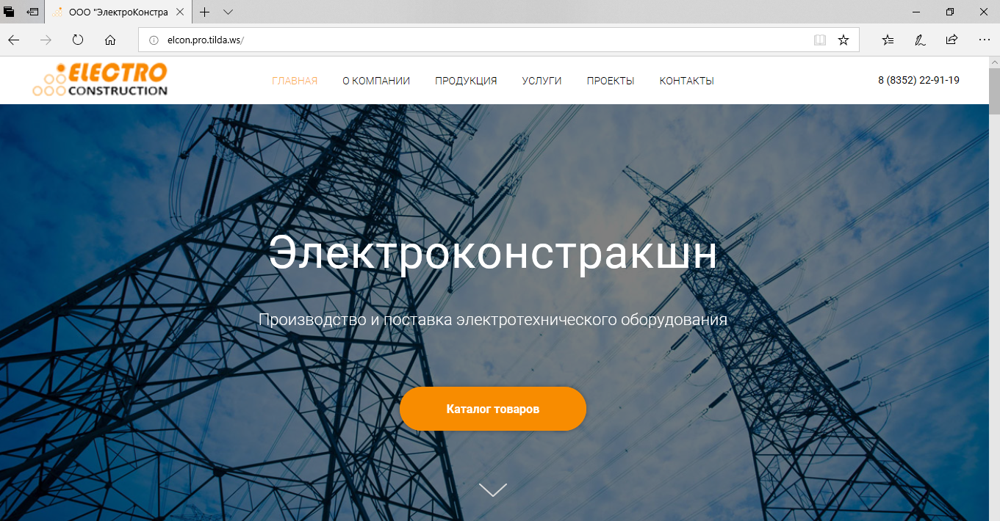 ООО "ЭлектроКонстра
elcon.pro.tilda.ws/
ELECTRO
CONSTRUCTION
ГЛАВНАЯ
О КОМПАНИИ
ПРОДУКЦИЯ
УСЛУГИ
ПРОЕКТЫ
КОНТАКТЫ
8 (8352) 22-91-19
Электроконстракшн
Производство и поставка электротехнического оборудования
Каталог товаров